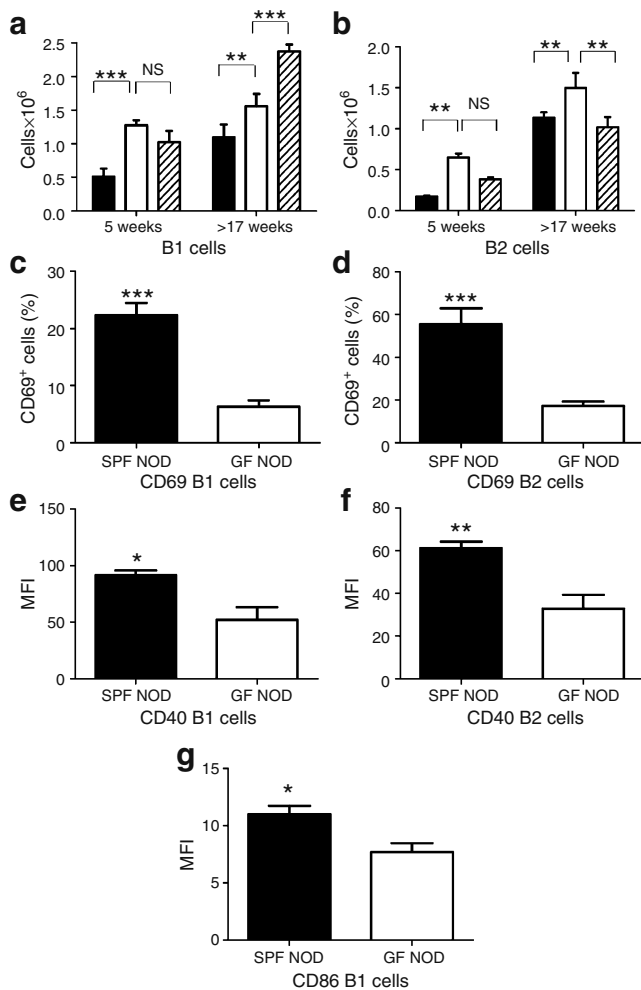 a
***
NS
**
***
2.5
2.0
1.5
1.0
0.5
0.0
Cells×10⁶
5 weeks >17 weeks
B1 cells
b
**
NS
**
**
2.0
1.5
1.0
0.5
0.0
Cells×10⁶
5 weeks >17 weeks
B2 cells
c
***
30
20
10
0
CD69⁺ cells (%)
SPF NOD GF NOD
CD69 B1 cells
d
***
80
60
40
20
0
CD69⁺ cells (%)
SPF NOD GF NOD
CD69 B2 cells
e
*
150
100
50
0
MFI
SPF NOD GF NOD
CD40 B1 cells
f
**
80
60
40
20
0
MFI
SPF NOD GF NOD
CD40 B2 cells
g
*
15
10
5
0
MFI
SPF NOD GF NOD
CD86 B1 cells